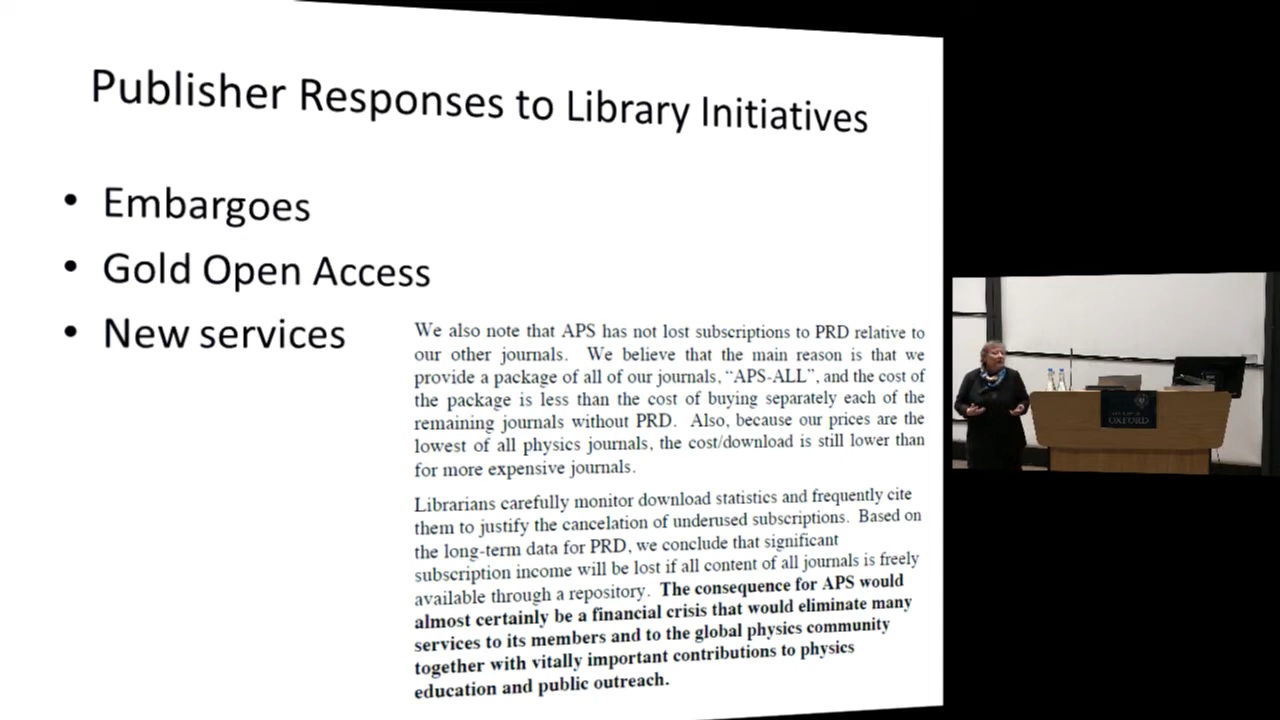 Publisher Responses to Library Initiatives
• Embargoes
• Gold Open Access
• New services
We also note that APS has not lost subscriptions to PRD relative to
our other journals. We believe that the main reason is that we
provide a package of all of our journals, “APS-ALL”, and the cost of
the package is less than the cost of buying separately each of the
remaining journals without PRD. Also, because our prices are the
lowest of all physics journals, the cost/download is still lower than
for more expensive journals.
Librarians carefully monitor download statistics and frequently cite
them to justify the cancelation of underused subscriptions. Based on
the long-term data for PRD, we conclude that significant
subscription income will be lost if all content of all journals is freely
available through a repository. The consequence for APS would
almost certainly be a financial crisis that would eliminate many
services to its members and to the global physics community
together with vitally important contributions to physics
education and public outreach.
OXFORD